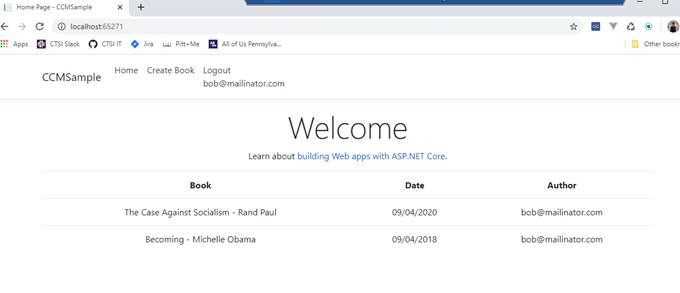 Home Page - CCMSample
localhost:65271
Apps CTSI Slack CTSI IT Jira Pitt+Me All of Us Pennsylva... Other bookn
CCMSample Home Create Book Logout
bob@mailinator.com
Welcome
Learn about building Web apps with ASP.NET Core.
Book Date Author
The Case Against Socialism - Rand Paul 09/04/2020 bob@mailinator.com
Becoming - Michelle Obama 09/04/2018 bob@mailinator.com